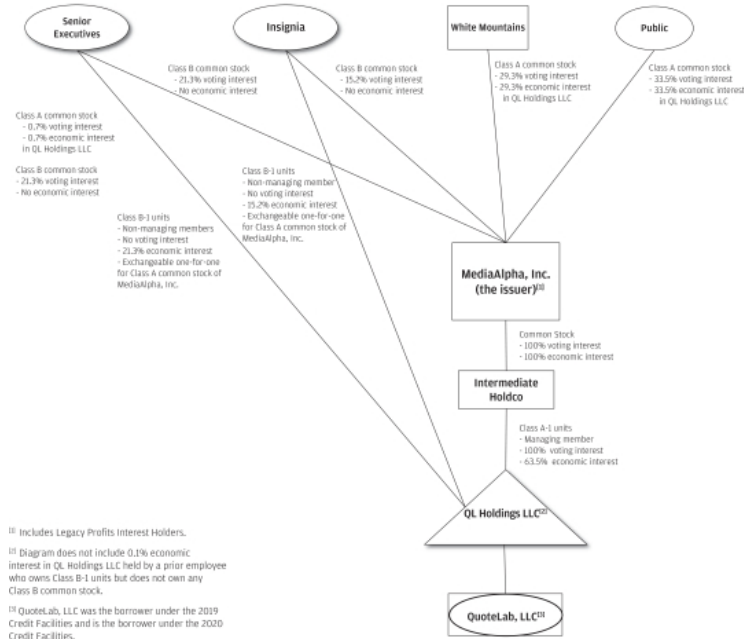 Senior
Executives
Insignia
White Mountains
Public
Class B common stock
- 21.3% voting interest
- No economic interest
Class B common stock
- 15.2% voting interest
- No economic interest
Class A common stock
- 29.3% voting interest
- 29.3% economic interest
in QL Holdings LLC
Class A common stock
- 33.5% voting interest
- 33.5% economic interest
in QL Holdings LLC
Class A common stock
- 0.7% voting interest
- 0.7% economic interest
in QL Holdings LLC
Class B common stock
- 21.3% voting interest
- No economic interest
Class B-1 units
- Non-managing member
- No voting interest
- 15.2% economic interest
- Exchangeable one-for-one
for Class A common stock of
MediaAlpha, Inc.
Class B-1 units
- Non-managing members
- No voting interest
- 21.3% economic interest
- Exchangeable one-for-one
for Class A common stock of
MediaAlpha, Inc.
MediaAlpha, Inc.
(the issuer)[1]
Common Stock
- 100% voting interest
- 100% economic interest
Intermediate
Holdco
Class A-1 units
- Managing member
- 100% voting interest
- 63.5% economic interest
QL Holdings LLC[2]
QuoteLab, LLC[3]
[1] Includes Legacy Profits Interest Holders.
[2] Diagram does not include 0.1% economic
interest in QL Holdings LLC held by a prior employee
who owns Class B-1 units but does not own any
Class B common stock.
[3] QuoteLab, LLC was the borrower under the 2019
Credit Facilities and is the borrower under the 2020
Credit Facilities.